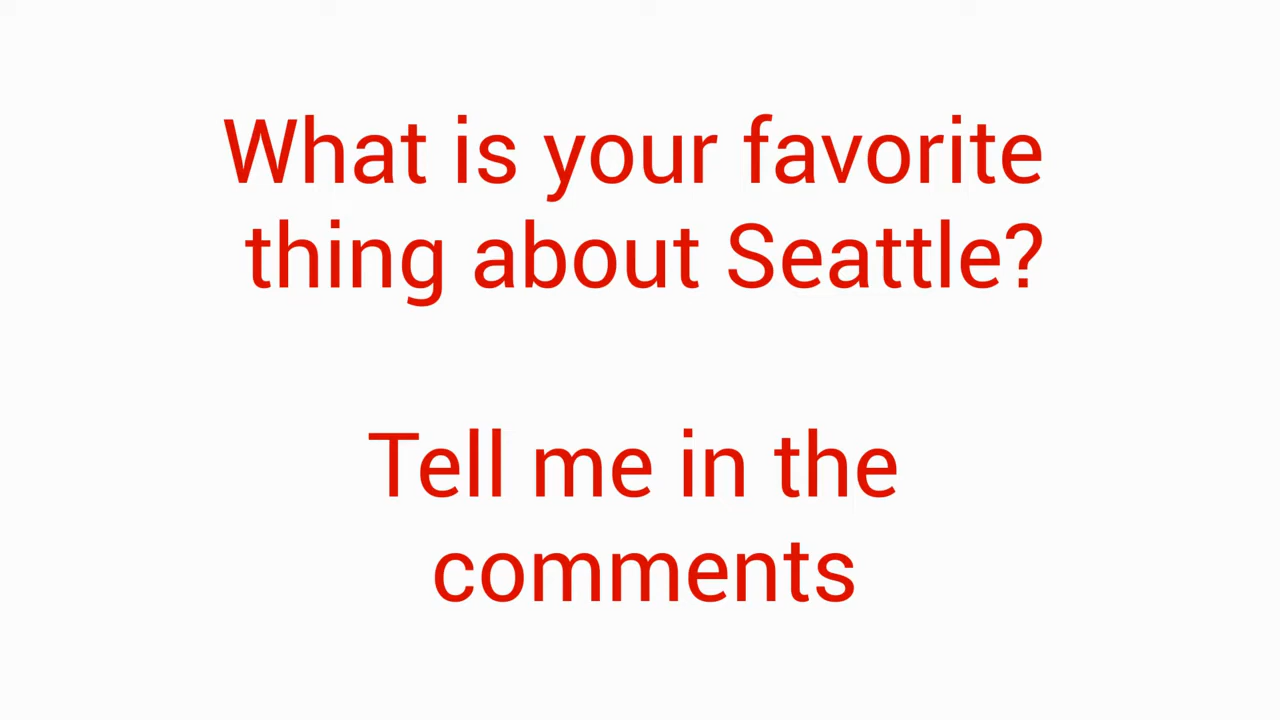 What is your favorite
thing about Seattle?
Tell me in the
comments